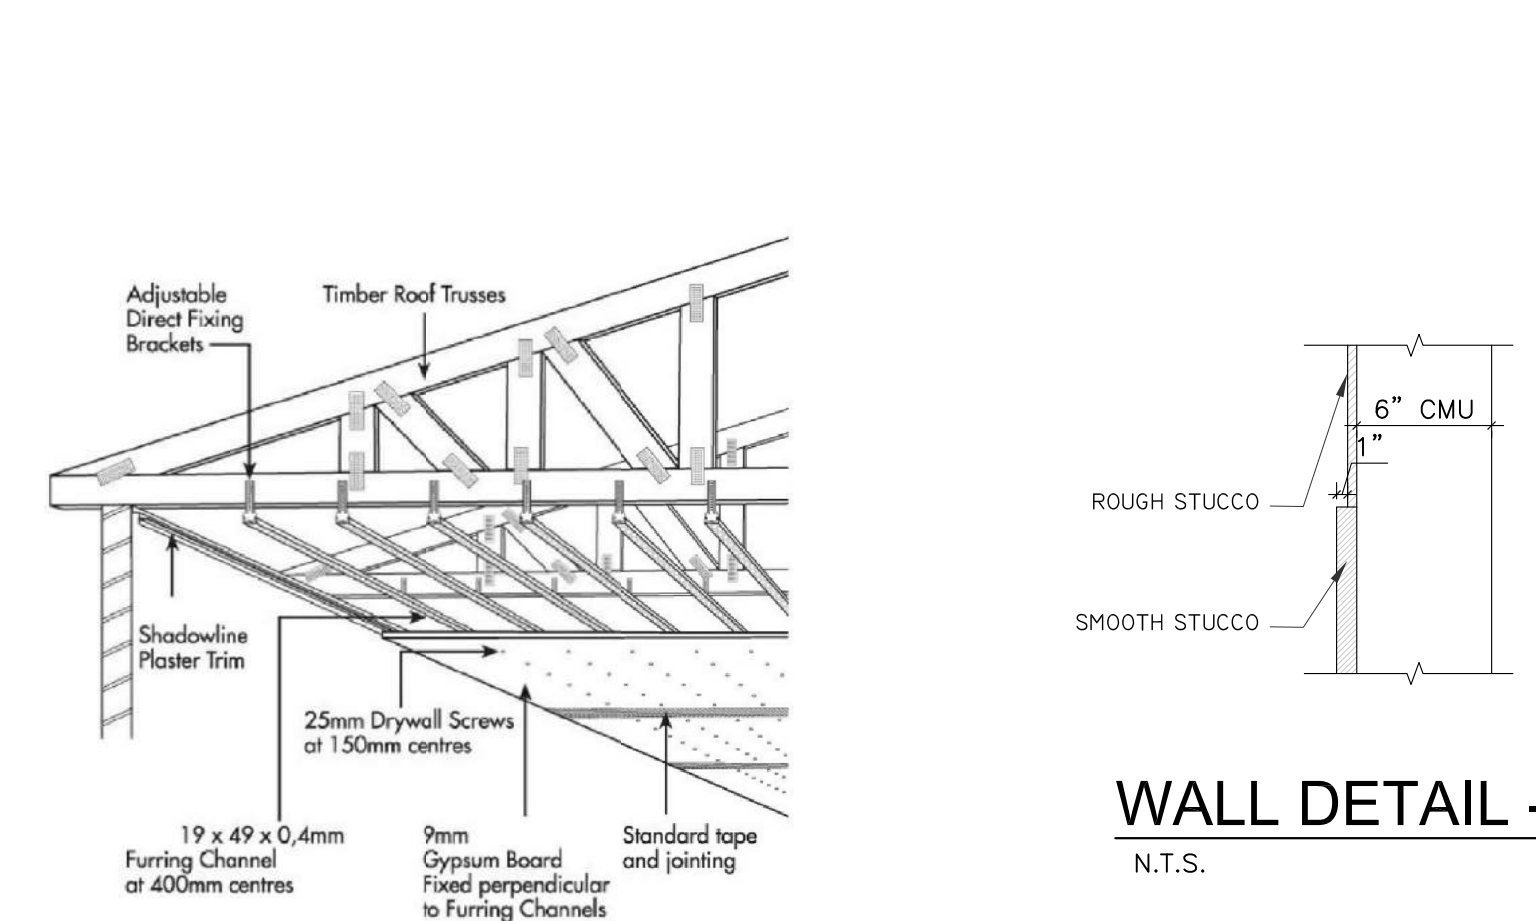 Adjustable
Direct Fixing
Brackets
Timber Roof Trusses
Shadowline
Plaster Trim
25mm Drywall Screws
at 150mm centres
19 x 49 x 0,4mm
Furring Channel
at 400mm centres
9mm
Gypsum Board
Fixed perpendicular
to Furring Channels
Standard tape
and jointing
6” CMU
1”
ROUGH STUCCO
SMOOTH STUCCO
WALL DETAIL -
N.T.S.